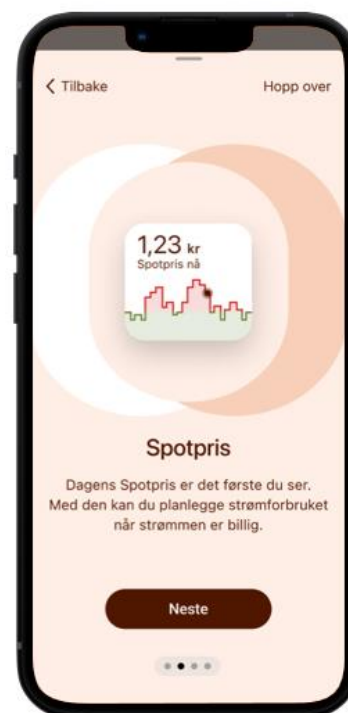 Tilbake
Hopp over
1,23 kr
Spotpris nå
Spotpris
Dagens Spotpris er det første du ser.
Med den kan du planlegge strømforbruket
når strømmen er billig.
Neste